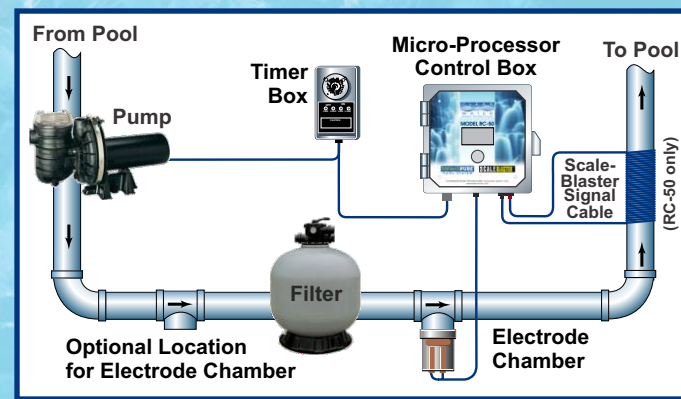 From Pool
Pump
Timer
Box
Micro-Processor
Control Box
To Pool
MODEL RC-50
SCALEBLASTER
Scale-
Blaster
Signal
Cable
(RC-50 only)
Filter
Optional Location
for Electrode Chamber
Electrode
Chamber